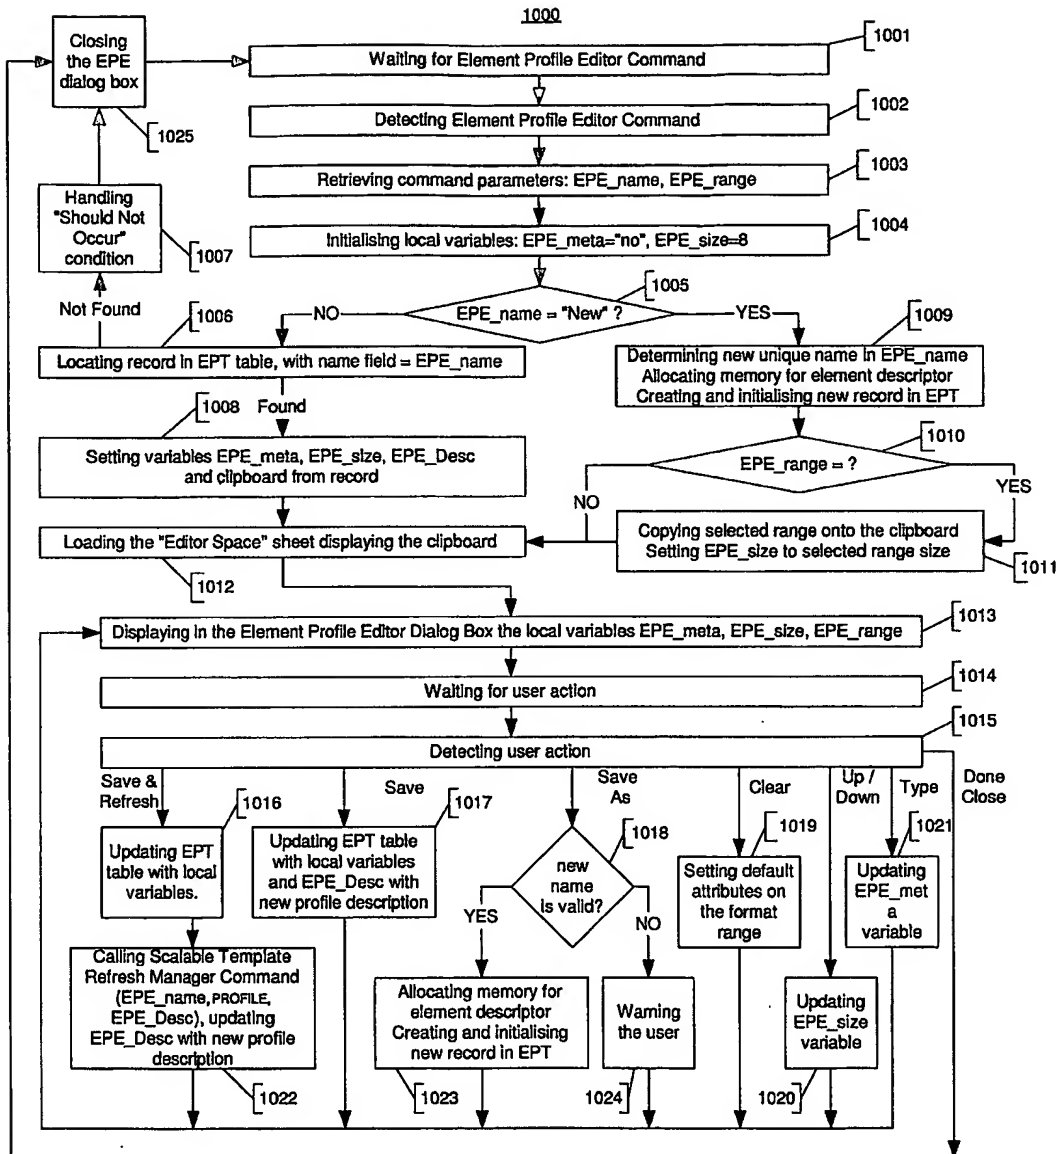 1000
Closing
the EPE
dialog box
1025
Waiting for Element Profile Editor Command
1001
Detecting Element Profile Editor Command
1002
Retrieving command parameters: EPE_name, EPE_range
1003
Initialising local variables: EPE_meta="no", EPE_size=8
1004
Handling
"Should Not
Occur"
condition
1007
Not Found
1006
NO
EPE_name = "New" ?
1005
YES
1009
Locating record in EPT table, with name field = EPE_name
Determining new unique name in EPE_name
Allocating memory for element descriptor
Creating and initialising new record in EPT
1008
Found
1010
Setting variables EPE_meta, EPE_size, EPE_Desc
and clipboard from record
EPE_range = ?
NO
YES
Loading the "Editor Space" sheet displaying the clipboard
Copying selected range onto the clipboard
Setting EPE_size to selected range size
1011
1012
Displaying in the Element Profile Editor Dialog Box the local variables EPE_meta, EPE_size, EPE_range
1013
Waiting for user action
1014
Detecting user action
1015
Save &
Refresh
Save
Save
As
Clear
Up /
Down
Type
Done
Close
1016
1017
1018
1019
1021
Updating EPT
table with local
variables.
Updating EPT table
with local variables
and EPE_Desc with
new profile description
new
name
is valid?
Setting default
attributes on
the format
range
Updating
EPE_met
a
variable
YES
NO
Calling Scalable Template
Refresh Manager Command
(EPE_name, PROFILE,
EPE_Desc), updating
EPE_Desc with new profile
description
Allocating memory for
element descriptor
Creating and initialising
new record in EPT
Warning
the user
Updating
EPE_size
variable
1022
1023
1024
1020